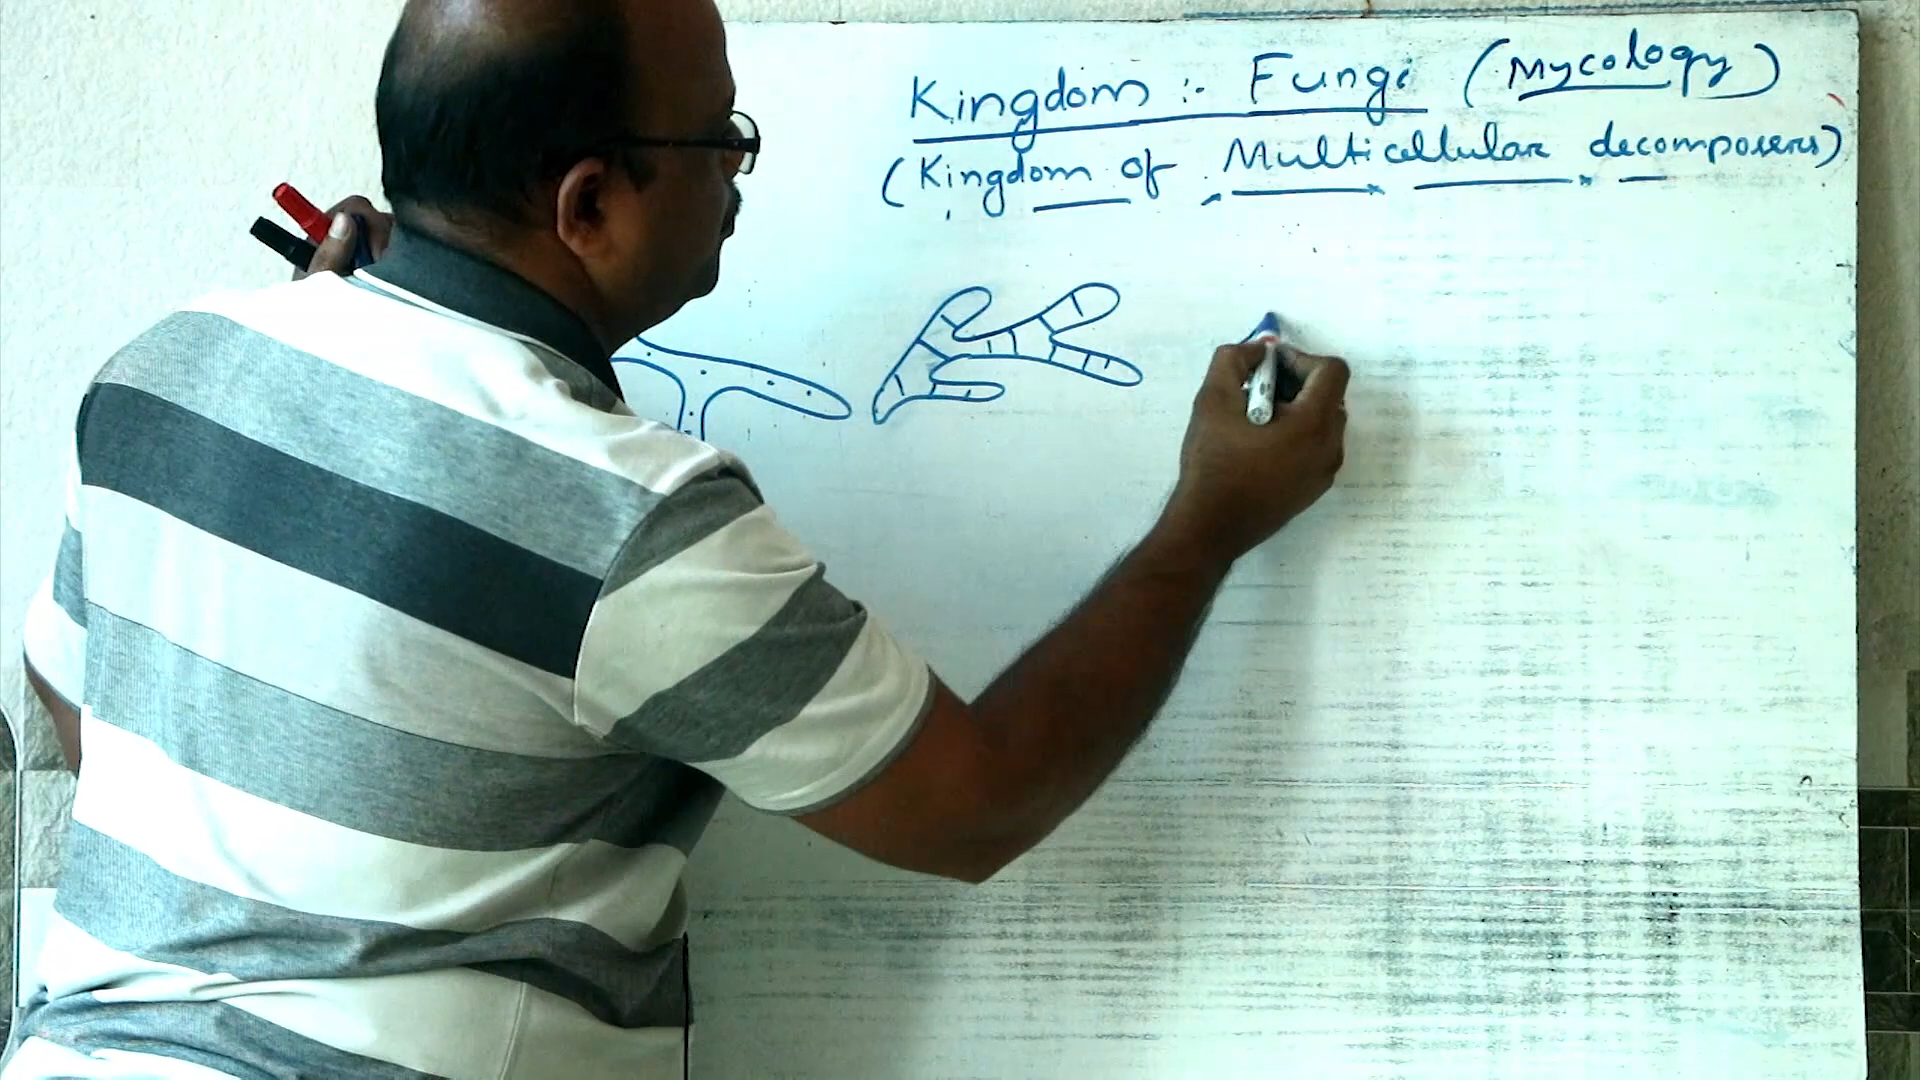 Kingdom :- Fungi (Mycology)
(Kingdom of Multicellular decomposers)